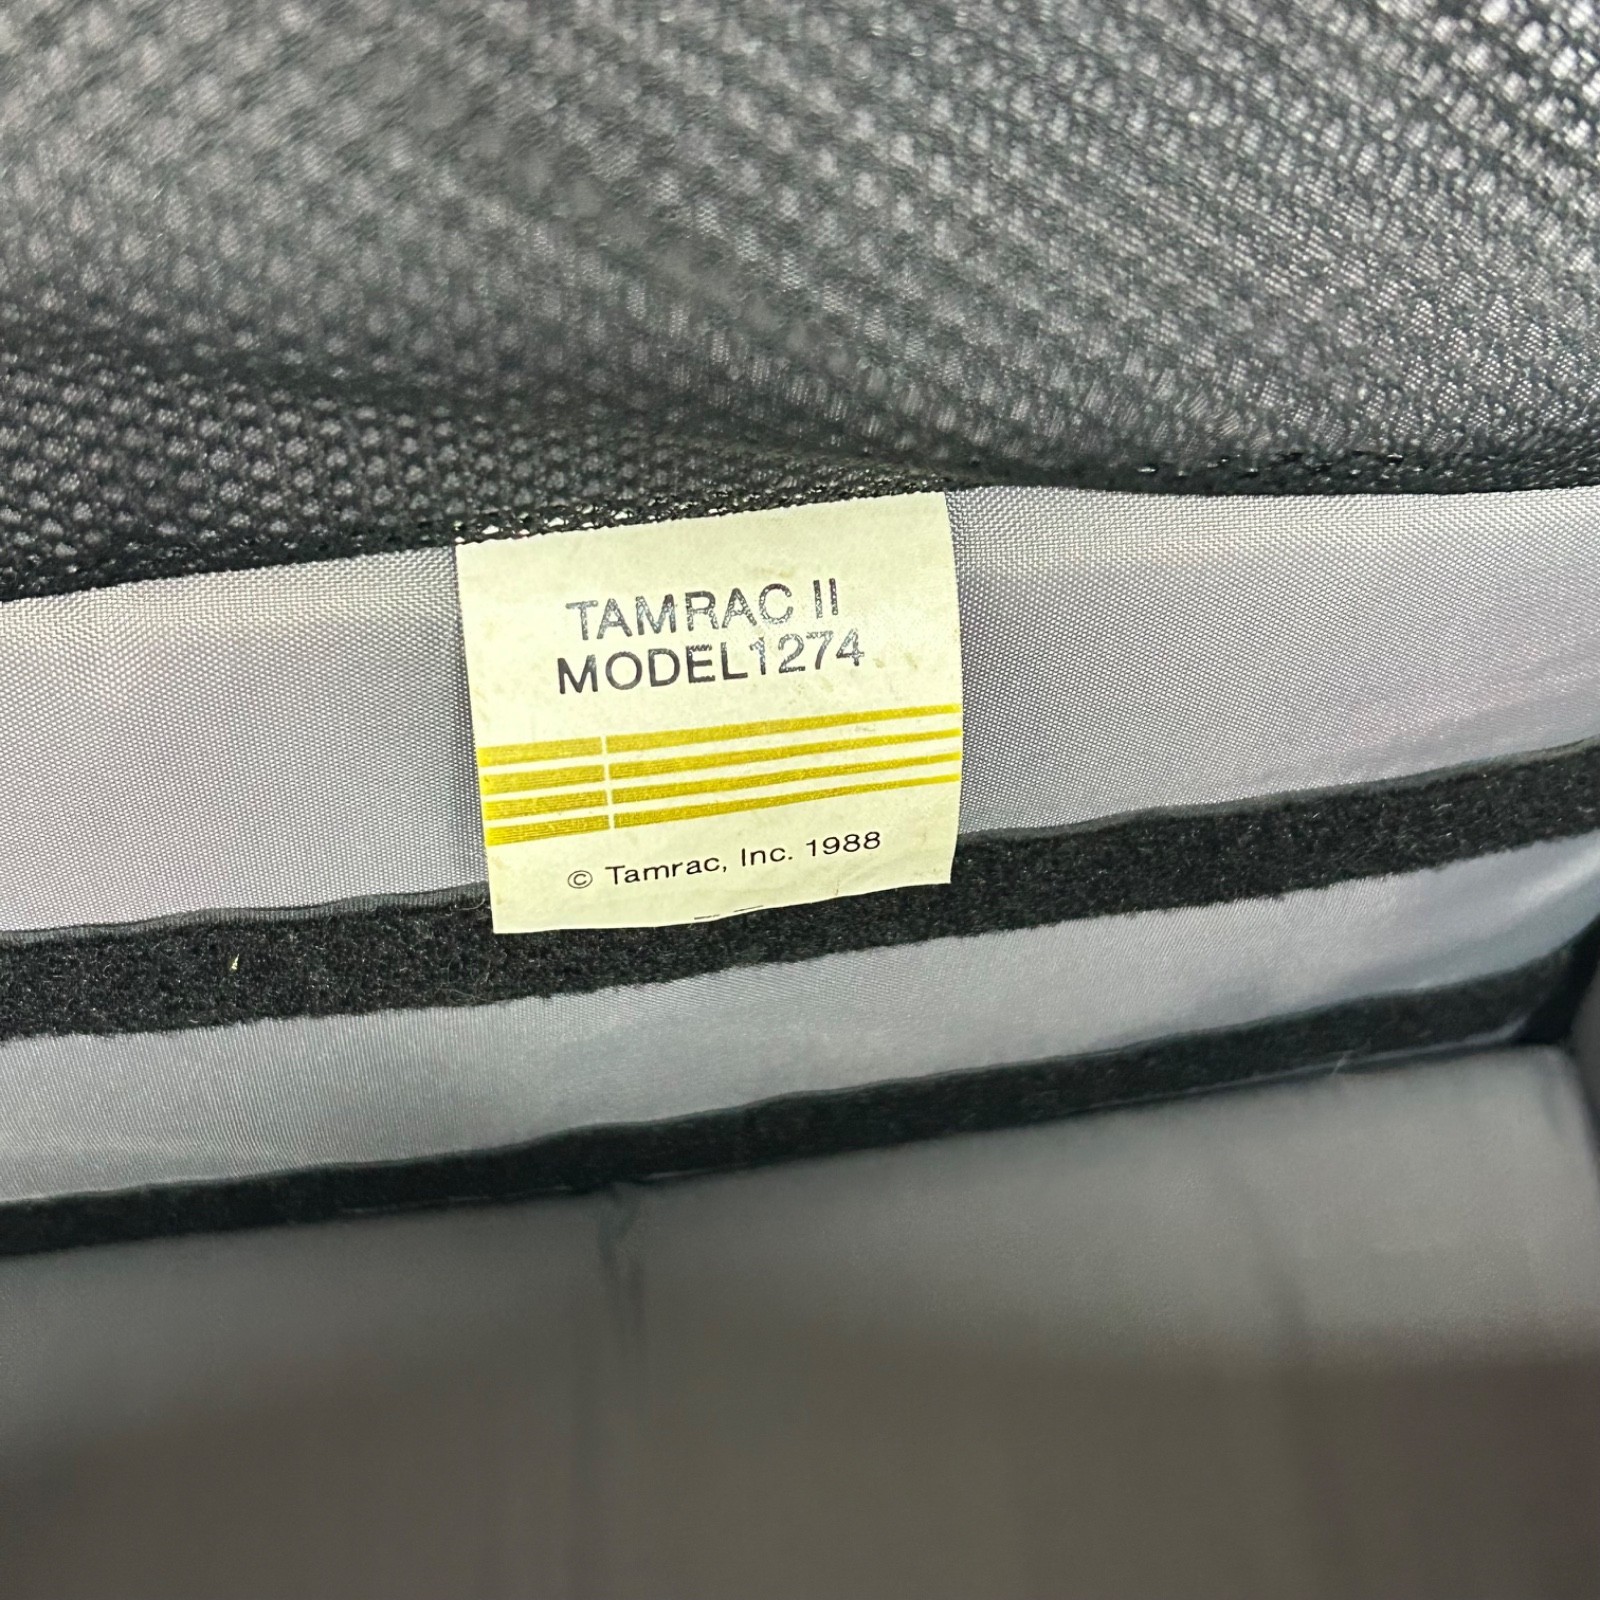 TAMRAC II
MODEL1274
© Tamrac, Inc. 1988